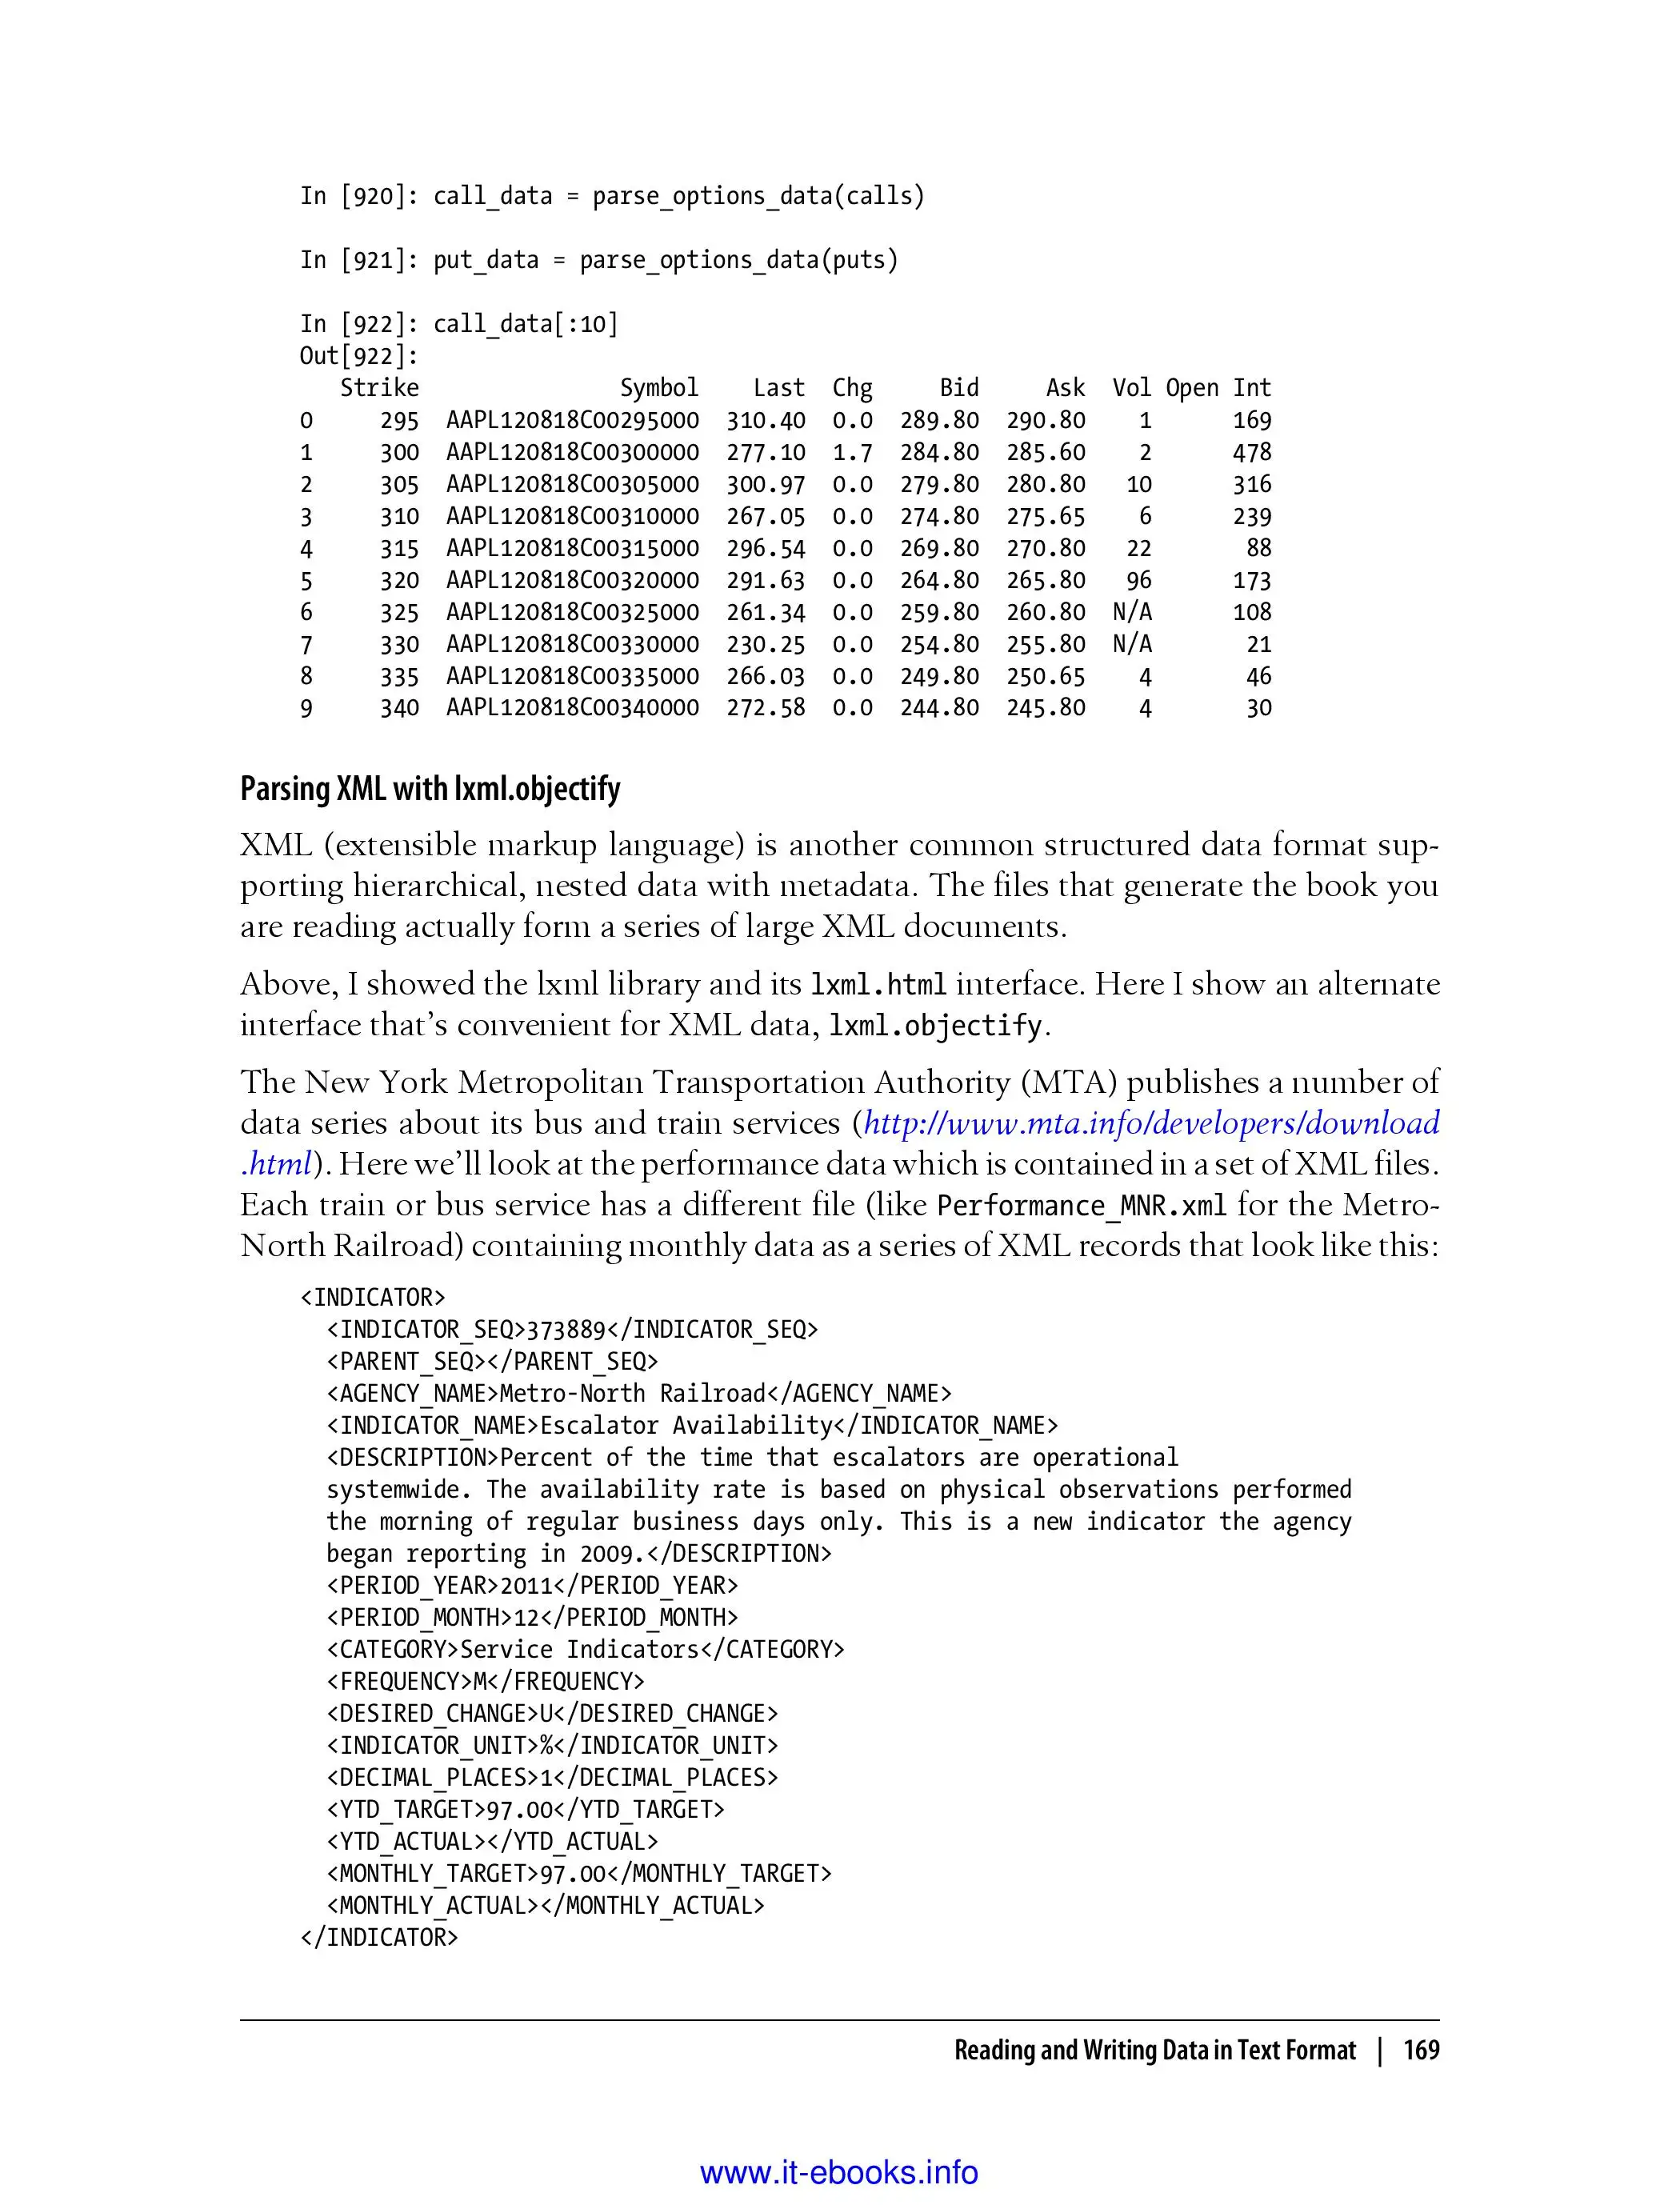 In [920]: call_data = parse_options_data(calls)
In [921]: put_data = parse_options_data(puts)
In [922]: call_data[:10]
Out[922]:
Strike Symbol Last Chg Bid Ask Vol Open Int
0 295 AAPL120818C00295000 310.40 0.0 289.80 290.80 1 169
1 300 AAPL120818C00300000 277.10 1.7 284.80 285.60 2 478
2 305 AAPL120818C00305000 300.97 0.0 279.80 280.80 10 316
3 310 AAPL120818C00310000 267.05 0.0 274.80 275.65 6 239
4 315 AAPL120818C00315000 296.54 0.0 269.80 270.80 22 88
5 320 AAPL120818C00320000 291.63 0.0 264.80 265.80 96 173
6 325 AAPL120818C00325000 261.34 0.0 259.80 260.80 N/A 108
7 330 AAPL120818C00330000 230.25 0.0 254.80 255.80 N/A 21
8 335 AAPL120818C00335000 266.03 0.0 249.80 250.65 4 46
9 340 AAPL120818C00340000 272.58 0.0 244.80 245.80 4 30
Parsing XML with lxml.objectify
XML (extensible markup language) is another common structured data format sup-
porting hierarchical, nested data with metadata. The files that generate the book you
are reading actually form a series of large XML documents.
Above, I showed the lxml library and its lxml.html interface. Here I show an alternate
interface that’s convenient for XML data, lxml.objectify.
The New York Metropolitan Transportation Authority (MTA) publishes a number of
data series about its bus and train services (http://www.mta.info/developers/download
.html). Here we’ll look at the performance data which is contained in a set of XML files.
Each train or bus service has a different file (like Performance_MNR.xml for the Metro-
North Railroad) containing monthly data as a series of XML records that look like this:
<INDICATOR>
<INDICATOR_SEQ>373889</INDICATOR_SEQ>
<PARENT_SEQ></PARENT_SEQ>
<AGENCY_NAME>Metro-North Railroad</AGENCY_NAME>
<INDICATOR_NAME>Escalator Availability</INDICATOR_NAME>
<DESCRIPTION>Percent of the time that escalators are operational
systemwide. The availability rate is based on physical observations performed
the morning of regular business days only. This is a new indicator the agency
began reporting in 2009.</DESCRIPTION>
<PERIOD_YEAR>2011</PERIOD_YEAR>
<PERIOD_MONTH>12</PERIOD_MONTH>
<CATEGORY>Service Indicators</CATEGORY>
<FREQUENCY>M</FREQUENCY>
<DESIRED_CHANGE>U</DESIRED_CHANGE>
<INDICATOR_UNIT>%</INDICATOR_UNIT>
<DECIMAL_PLACES>1</DECIMAL_PLACES>
<YTD_TARGET>97.00</YTD_TARGET>
<YTD_ACTUAL></YTD_ACTUAL>
<MONTHLY_TARGET>97.00</MONTHLY_TARGET>
<MONTHLY_ACTUAL></MONTHLY_ACTUAL>
</INDICATOR>
Reading and Writing Data in Text Format | 169
www.it-ebooks.info